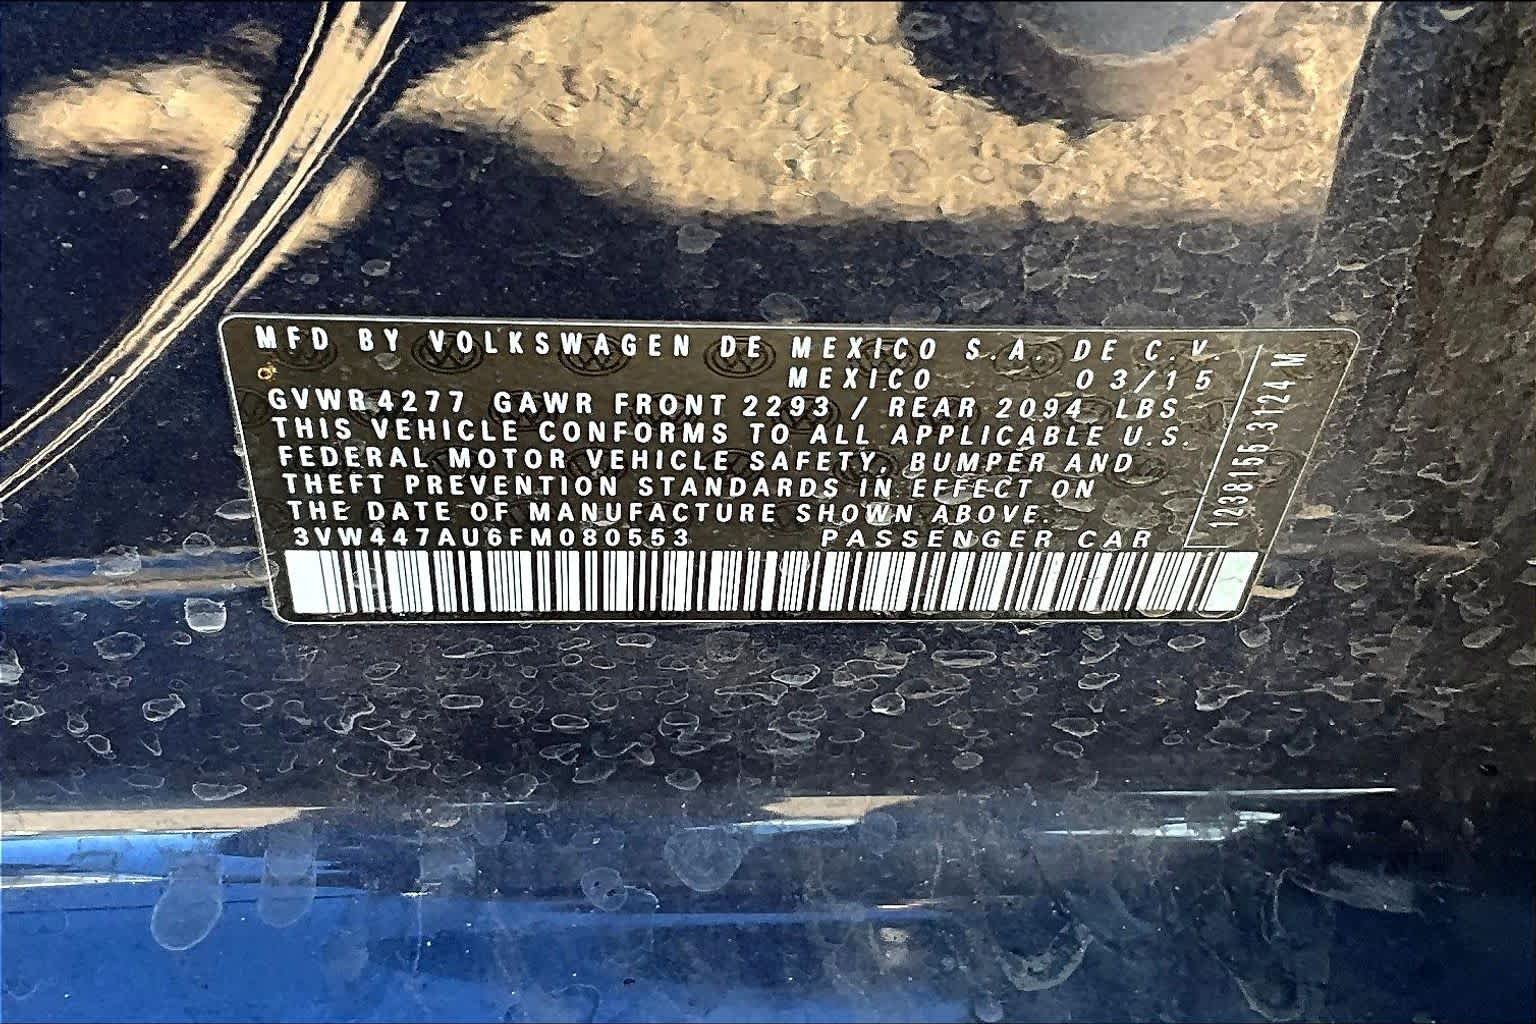 MFD BY VOLKSWAGEN DE MEXICO S.A. DE C.V.
MEXICO 03/15
GVWR 4277 GAWR FRONT 2293 / REAR 2094 LBS
THIS VEHICLE CONFORMS TO ALL APPLICABLE U.S.
FEDERAL MOTOR VEHICLE SAFETY, BUMPER AND
THEFT PREVENTION STANDARDS IN EFFECT ON
THE DATE OF MANUFACTURE SHOWN ABOVE.
3VW447AU6FM080553 PASSENGER CAR
1238155 3124 M